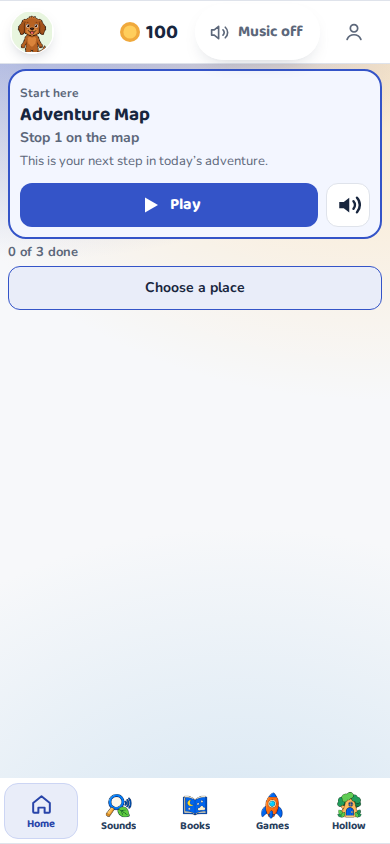 100
Music off
Start here
Adventure Map
Stop 1 on the map
This is your next step in today's adventure.
Play
0 of 3 done
Choose a place
Home
Sounds
Books
Games
Hollow